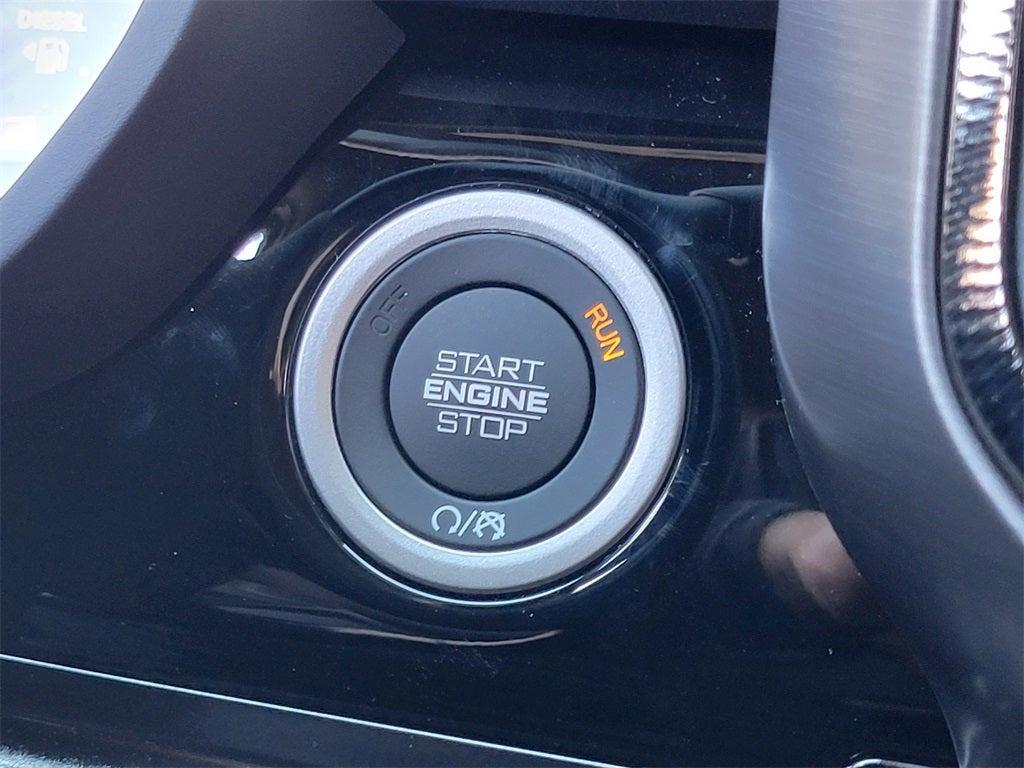 DIESEL
OFF
RUN
START
ENGINE
STOP